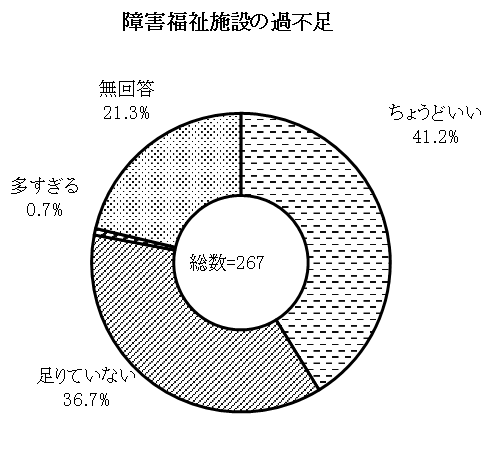 障害福祉施設の過不足
無回答
21.3%
ちょうどいい
41.2%
多すぎる
0.7%
総数=267
足りていない
36.7%